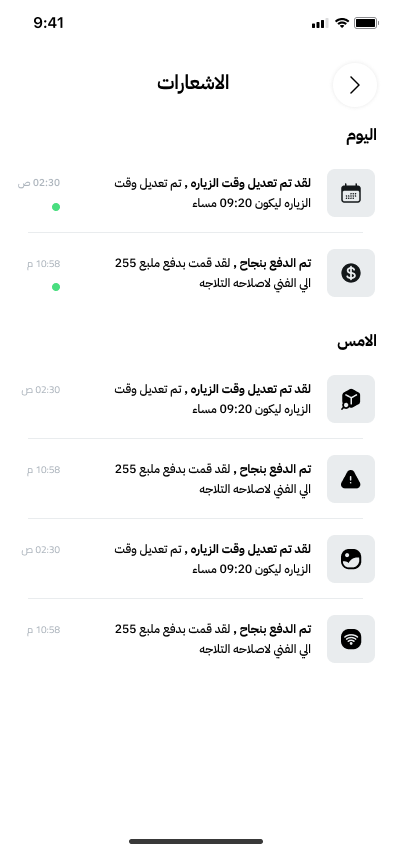 9:41
الاشعارات
اليوم
لقد تم تعديل وقت الزياره , تم تعديل وقت
الزياره ليكون 09:20 مساء
02:30 ص
تم الدفع بنجاح , لقد قمت بدفع ملبع 255
الي الفني لاصلاحه التلاجه
10:58 م
الامس
لقد تم تعديل وقت الزياره , تم تعديل وقت
الزياره ليكون 09:20 مساء
02:30 ص
تم الدفع بنجاح , لقد قمت بدفع ملبع 255
الي الفني لاصلاحه التلاجه
10:58 م
لقد تم تعديل وقت الزياره , تم تعديل وقت
الزياره ليكون 09:20 مساء
02:30 ص
تم الدفع بنجاح , لقد قمت بدفع ملبع 255
الي الفني لاصلاحه التلاجه
10:58 م